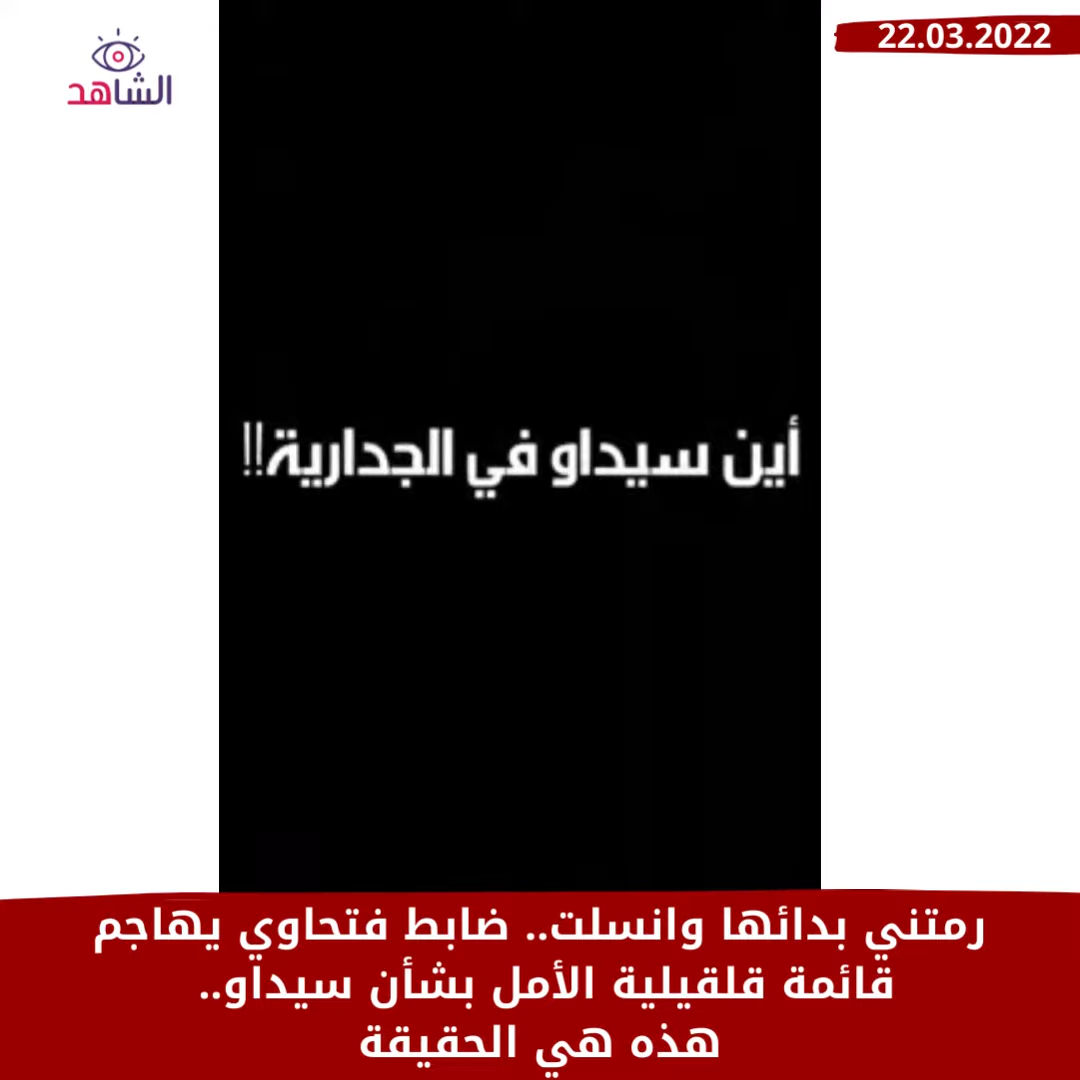 الشاهد
22.03.2022
أين سيداو في الجدارية!!
رمتني بدائها وانسلت.. ضابط فتحاوي يهاجم
قائمة قلقيلية الأمل بشأن سيداو..
هذه هي الحقيقة